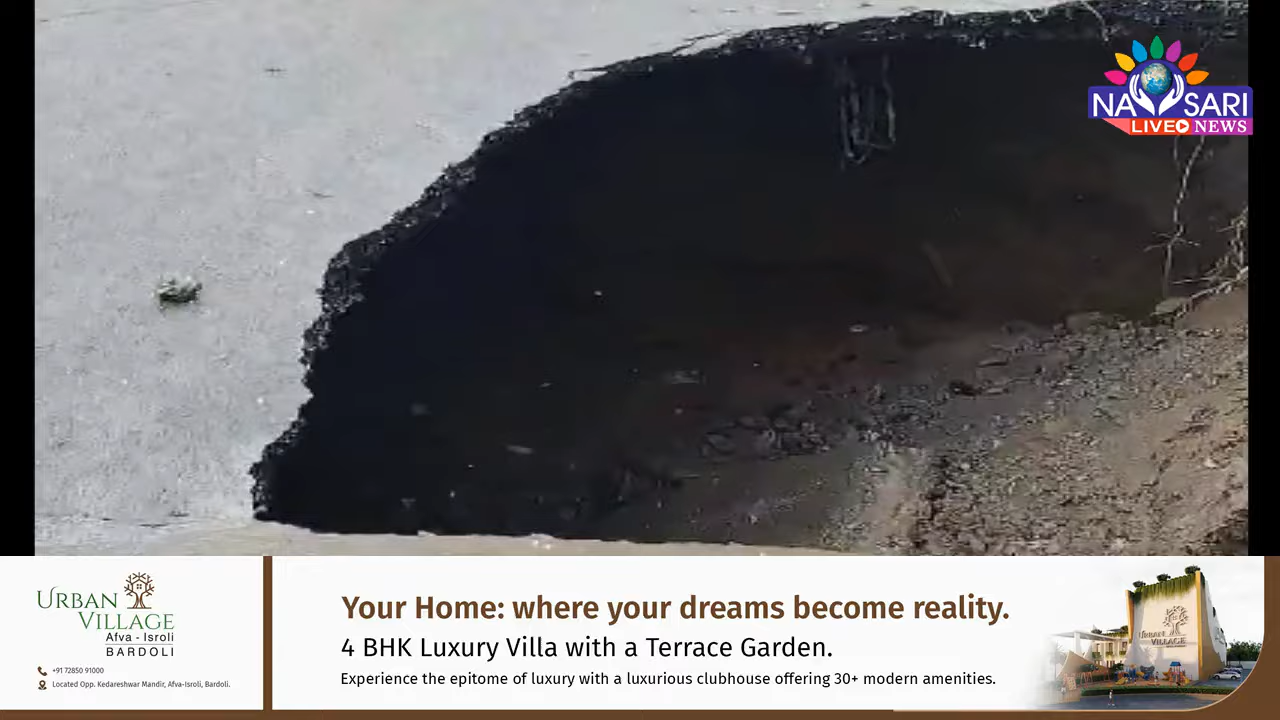 NAVSARI
LIVE NEWS
URBAN
VILLAGE
Afva - Isroli
BARDOLI
+91 72850 91000
Located Opp. Kedareshwar Mandir, Afva-Isroli, Bardoli.
Your Home: where your dreams become reality.
4 BHK Luxury Villa with a Terrace Garden.
Experience the epitome of luxury with a luxurious clubhouse offering 30+ modern amenities.
URBAN
VILLAGE